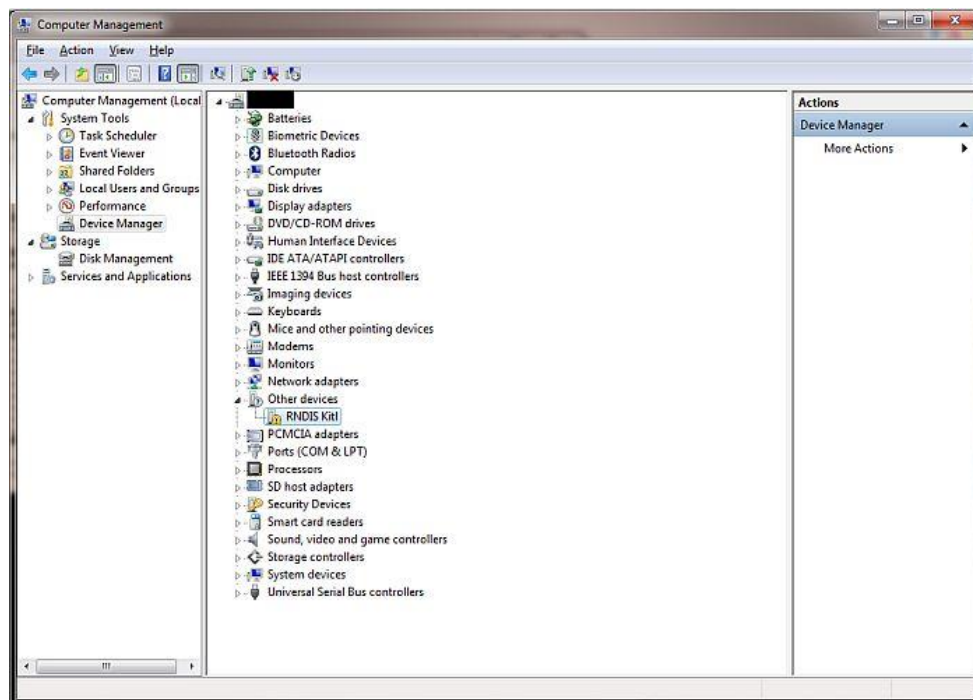 Computer Management
File Action View Help
Computer Management (Local
System Tools
Task Scheduler
Event Viewer
Shared Folders
Local Users and Groups
Performance
Device Manager
Storage
Disk Management
Services and Applications
Batteries
Biometric Devices
Bluetooth Radios
Computer
Disk drives
Display adapters
DVD/CD-ROM drives
Human Interface Devices
IDE ATA/ATAPI controllers
IEEE 1394 Bus host controllers
Imaging devices
Keyboards
Mice and other pointing devices
Modems
Monitors
Network adapters
Other devices
RNDIS Kitl
PCMCIA adapters
Ports (COM & LPT)
Processors
SD host adapters
Security Devices
Smart card readers
Sound, video and game controllers
Storage controllers
System devices
Universal Serial Bus controllers
Actions
Device Manager
More Actions